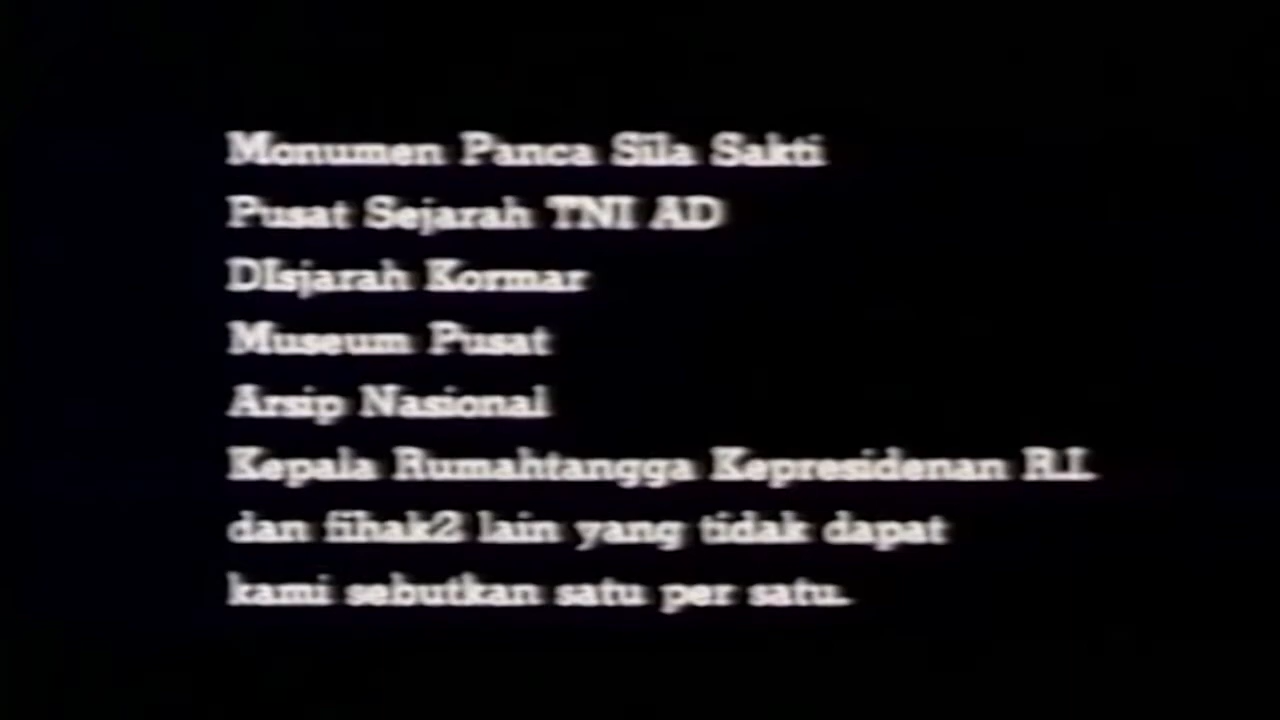 Monumen Panca Sila Sakti
Pusat Sejarah TNI AD
DIsjarah Kormar
Museum Pusat
Arsip Nasional
Kepala Rumahtangga Kepresidenan R.I.
dan fihak2 lain yang tidak dapat
kami sebutkan satu per satu.